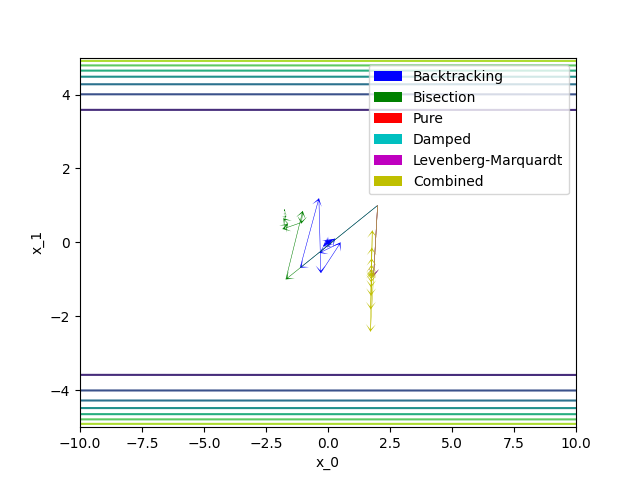 Backtracking
Bisection
Pure
Damped
Levenberg-Marquardt
Combined
4
2
0
−2
−4
x_1
−10.0 −7.5 −5.0 −2.5 0.0 2.5 5.0 7.5 10.0
x_0